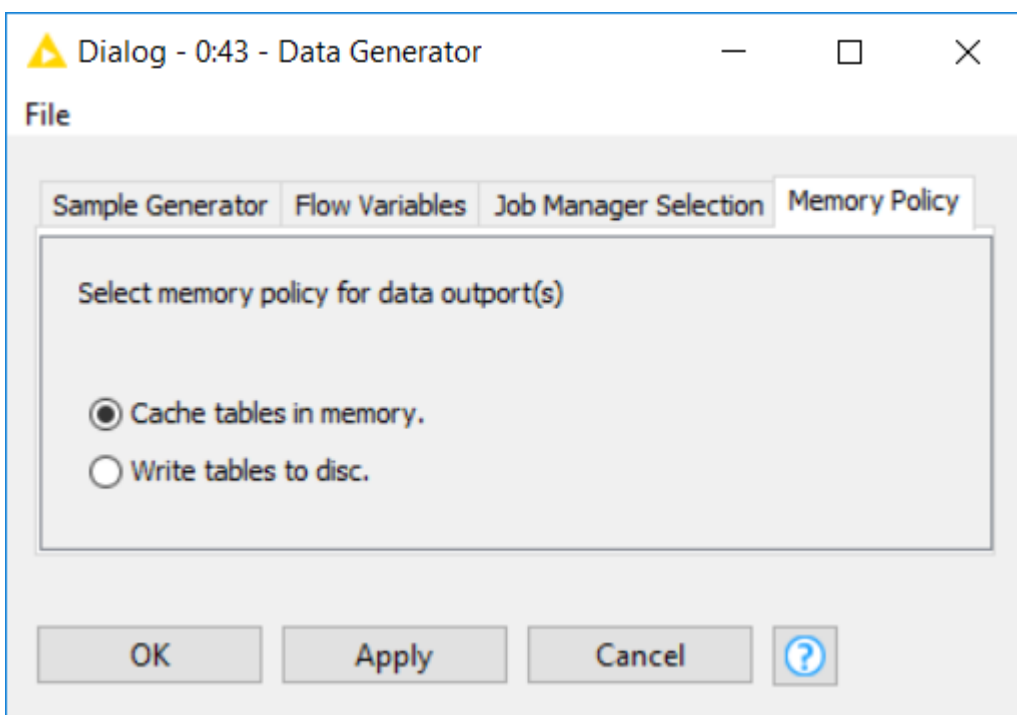 Dialog - 0:43 - Data Generator
File
Sample Generator Flow Variables Job Manager Selection Memory Policy
Select memory policy for data outport(s)
Cache tables in memory.
Write tables to disc.
OK Apply Cancel ?